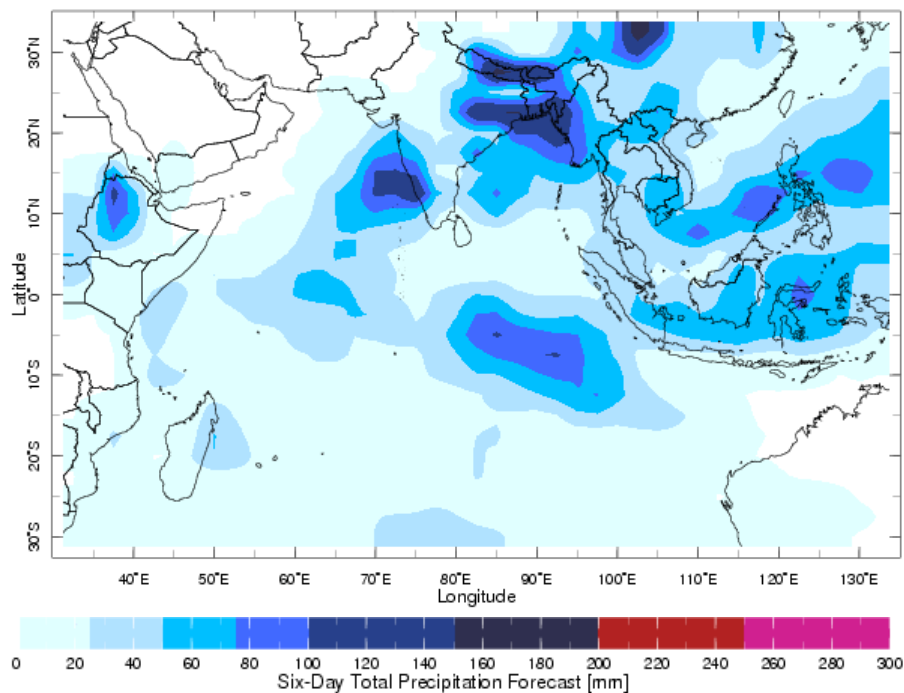 30°N
20°N
10°N
0°
10°S
20°S
30°S
Latitude
40°E 50°E 60°E 70°E 80°E 90°E 100°E 110°E 120°E 130°E
Longitude
0 20 40 60 80 100 120 140 160 180 200 220 240 260 280 300
Six-Day Total Precipitation Forecast [mm]